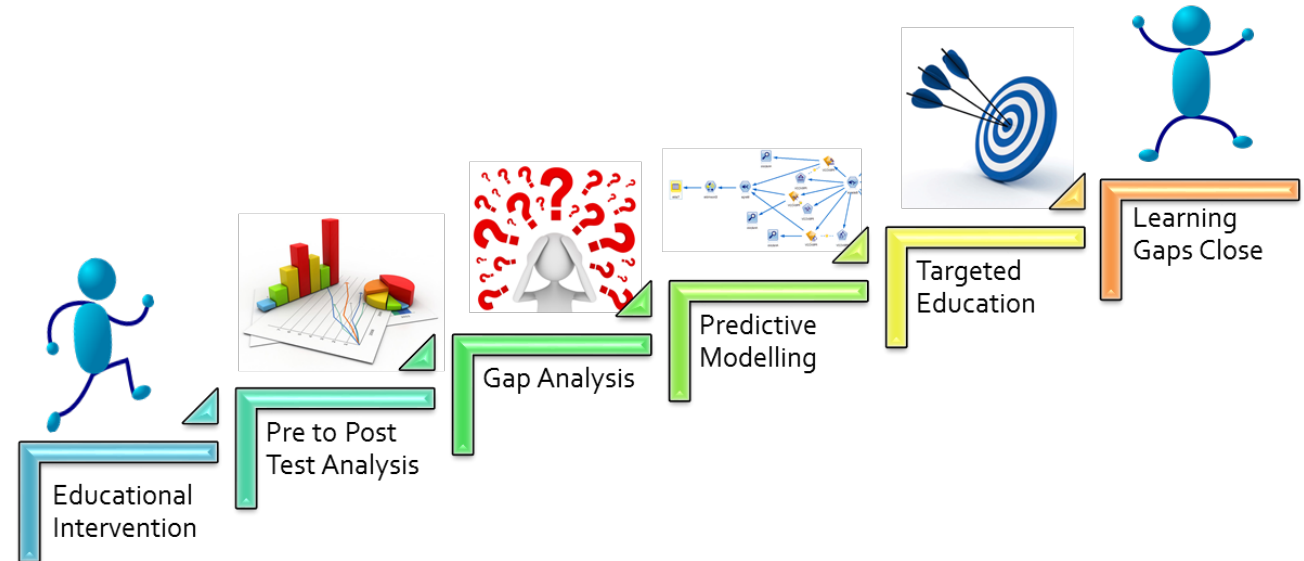 Educational
Intervention
Pre to Post
Test Analysis
Gap Analysis
Predictive
Modelling
Targeted
Education
Learning
Gaps Close